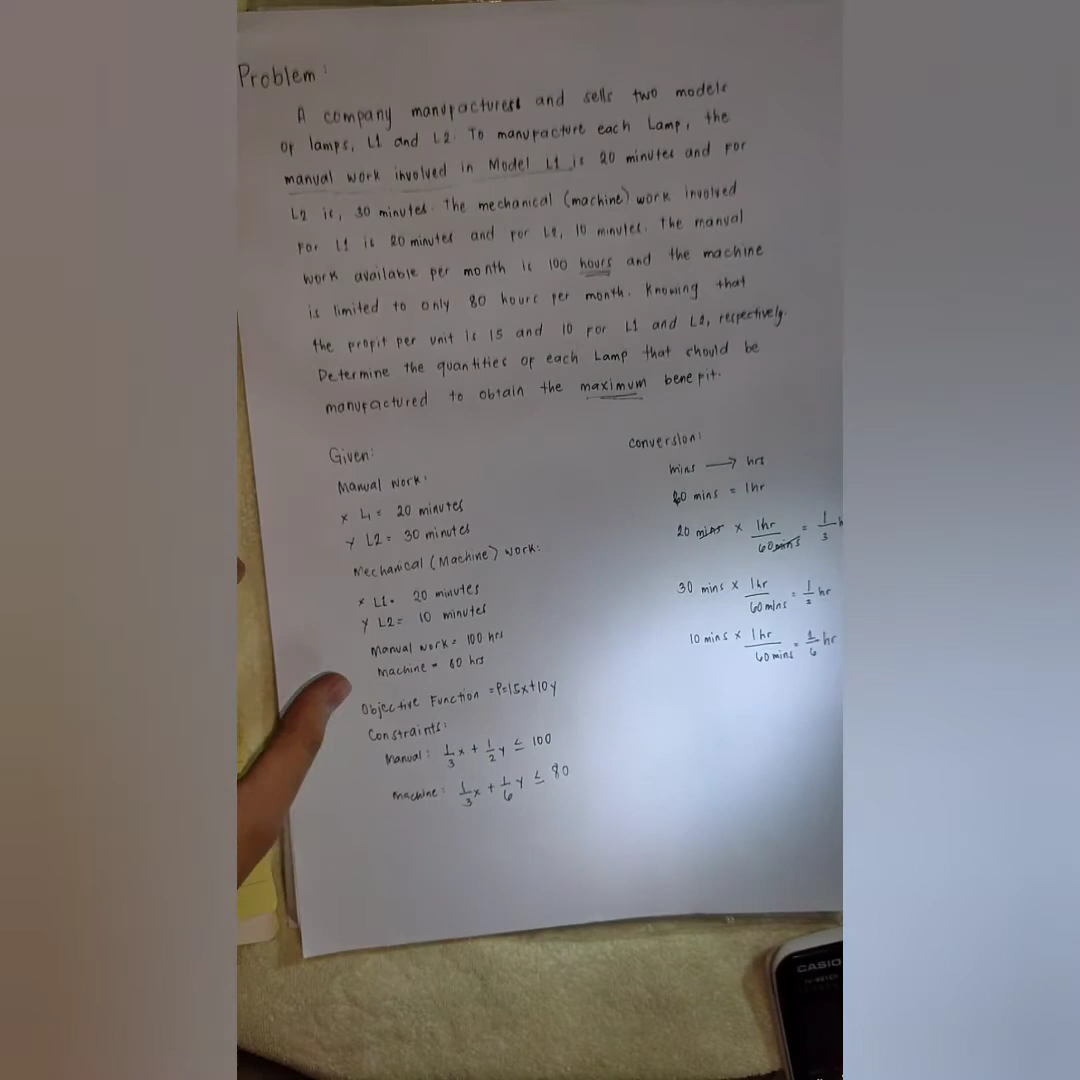 Problem:
A company manufactures and sells two models
of lamps, L1 and L2. To manufacture each Lamp, the
manual work involved in Model L1 is 20 minutes and for
L2 is, 30 minutes. The mechanical (machine) work involved
For L1 is 20 minutes and for L2, 10 minutes. The manual
work available per month is 100 hours and the machine
is limited to only 80 hours per month. Knowing that
the profit per unit is 15 and 10 for L1 and L2, respectively.
Determine the quantities of each Lamp that should be
manufactured to obtain the maximum benefit.
Given:
Manual work:
x L1 = 20 minutes
y L2 = 30 minutes
Mechanical (Machine) work:
x L1 = 20 minutes
y L2 = 10 minutes
Manual work = 100 hrs
machine = 80 hrs
Objective Function = P=15x+10y
Constraints:
Manual: 1/3 x + 1/2 y ≤ 100
machine: 1/3 x + 1/6 y ≤ 80
conversion:
mins → hrs
60 mins = 1hr
20 mins × 1hr/60mins = 1/3 h
30 mins × 1hr/60mins = 1/2 hr
10 mins × 1hr/60mins = 1/6 hr
CASIO